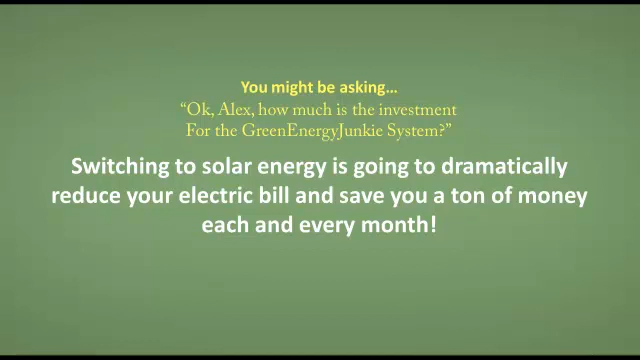 You might be asking…
“Ok, Alex, how much is the investment
For the GreenEnergyJunkie System?”
Switching to solar energy is going to dramatically
reduce your electric bill and save you a ton of money
each and every month!